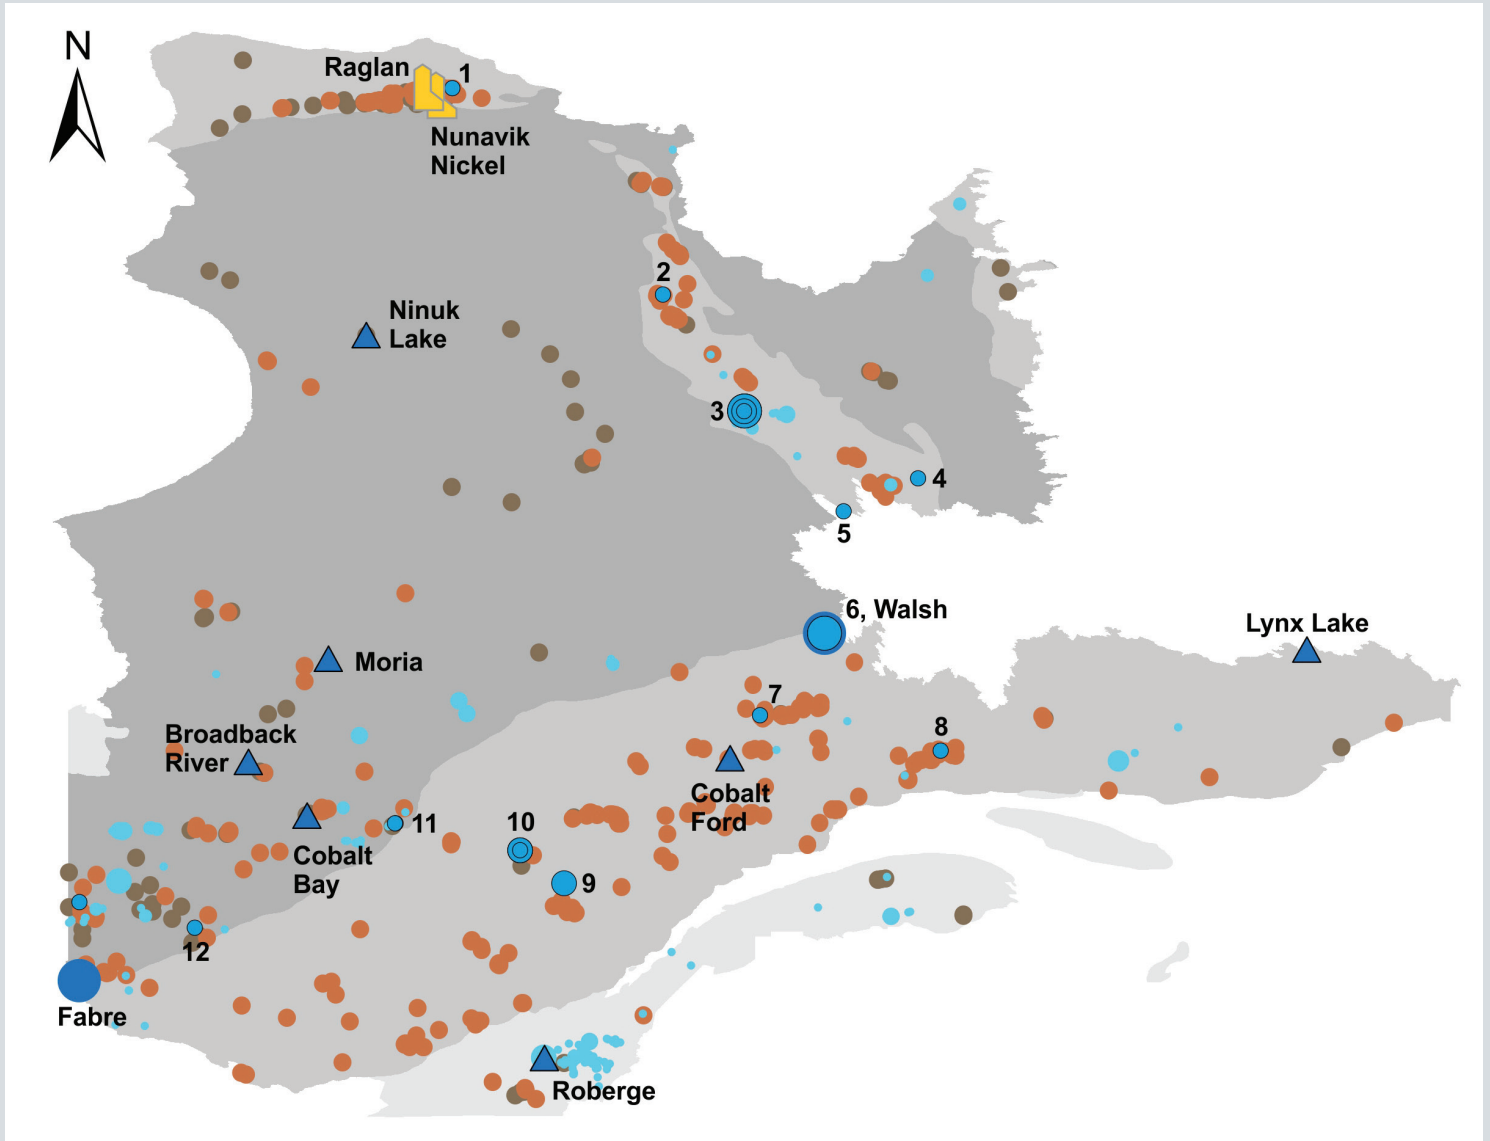 N
Raglan
1
Nunavik
Nickel
2
Ninuk
Lake
3
4
5
6, Walsh
Lynx Lake
Moria
7
Broadback
River
8
Cobalt
Ford
10
11
Cobalt
Bay
9
12
Fabre
Roberge